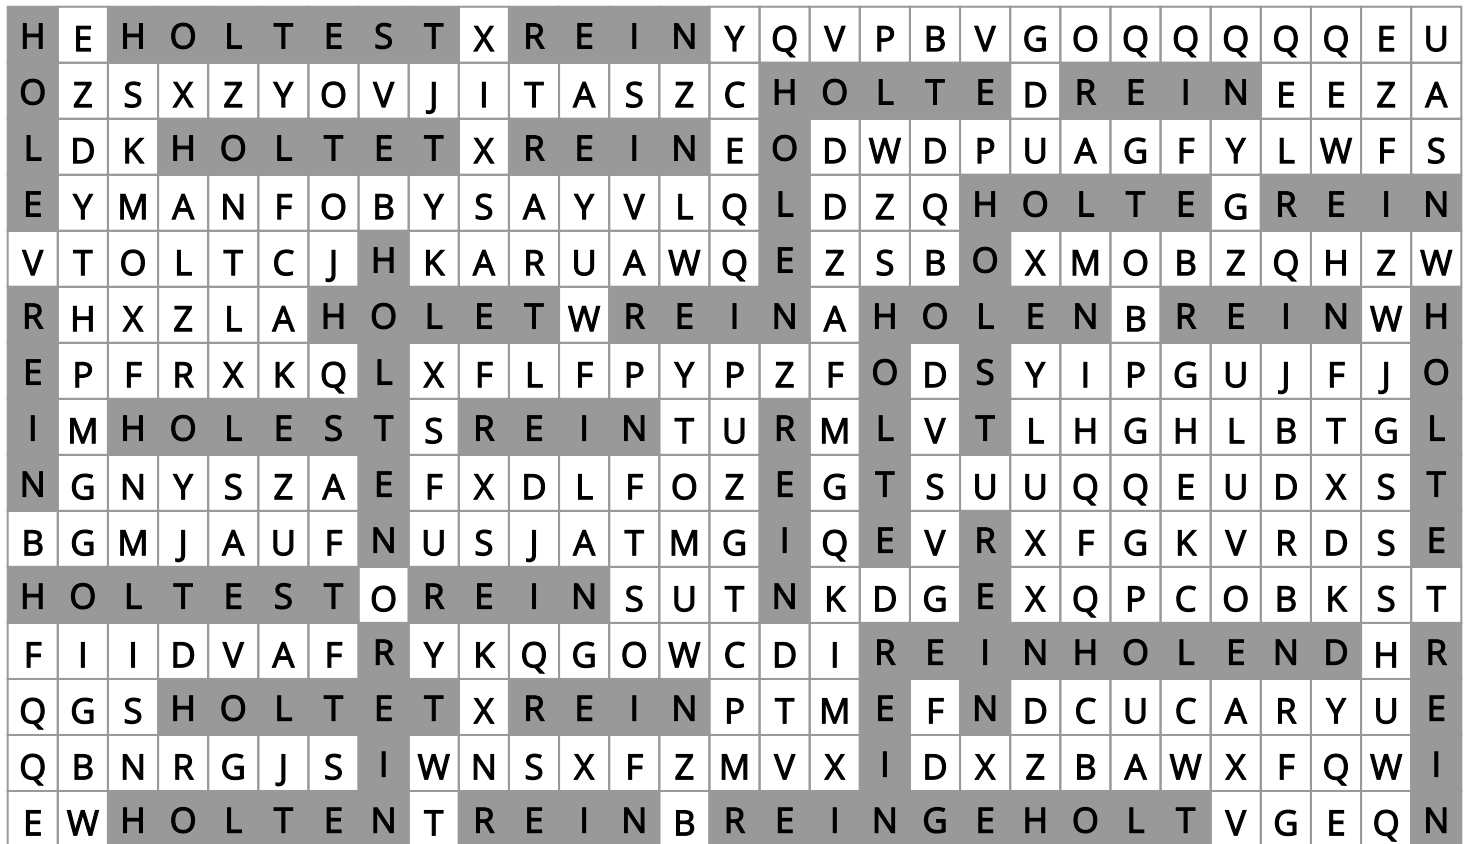 H E H O L T E S T X R E I N Y Q V P B V G O Q Q Q Q Q E U
O Z S X Z Y O V J I T A S Z C H O L T E D R E I N E E Z A
L D K H O L T E T X R E I N E O D W D P U A G F Y L W F S
E Y M A N F O B Y S A Y V L Q L D Z Q H O L T E G R E I N
V T O L T C J H K A R U A W Q E Z S B O X M O B Z Q H Z W
R H X Z L A H O L E T W R E I N A H O L E N B R E I N W H
E P F R X K Q L X F L F P Y P Z F O D S Y I P G U J F J O
I M H O L E S T S R E I N T U R M L V T L H G H L B T G L
N G N Y S Z A E F X D L F O Z E G T S U U Q Q E U D X S T
B G M J A U F N U S J A T M G I Q E V R X F G K V R D S E
H O L T E S T O R E I N S U T N K D G E X Q P C O B K S T
F I I D V A F R Y K Q G O W C D I R E I N H O L E N D H R
Q G S H O L T E T X R E I N P T M E F N D C U C A R Y U E
Q B N R G J S I W N S X F Z M V X I D X Z B A W X F Q W I
E W H O L T E N T R E I N B R E I N G E H O L T V G E Q N